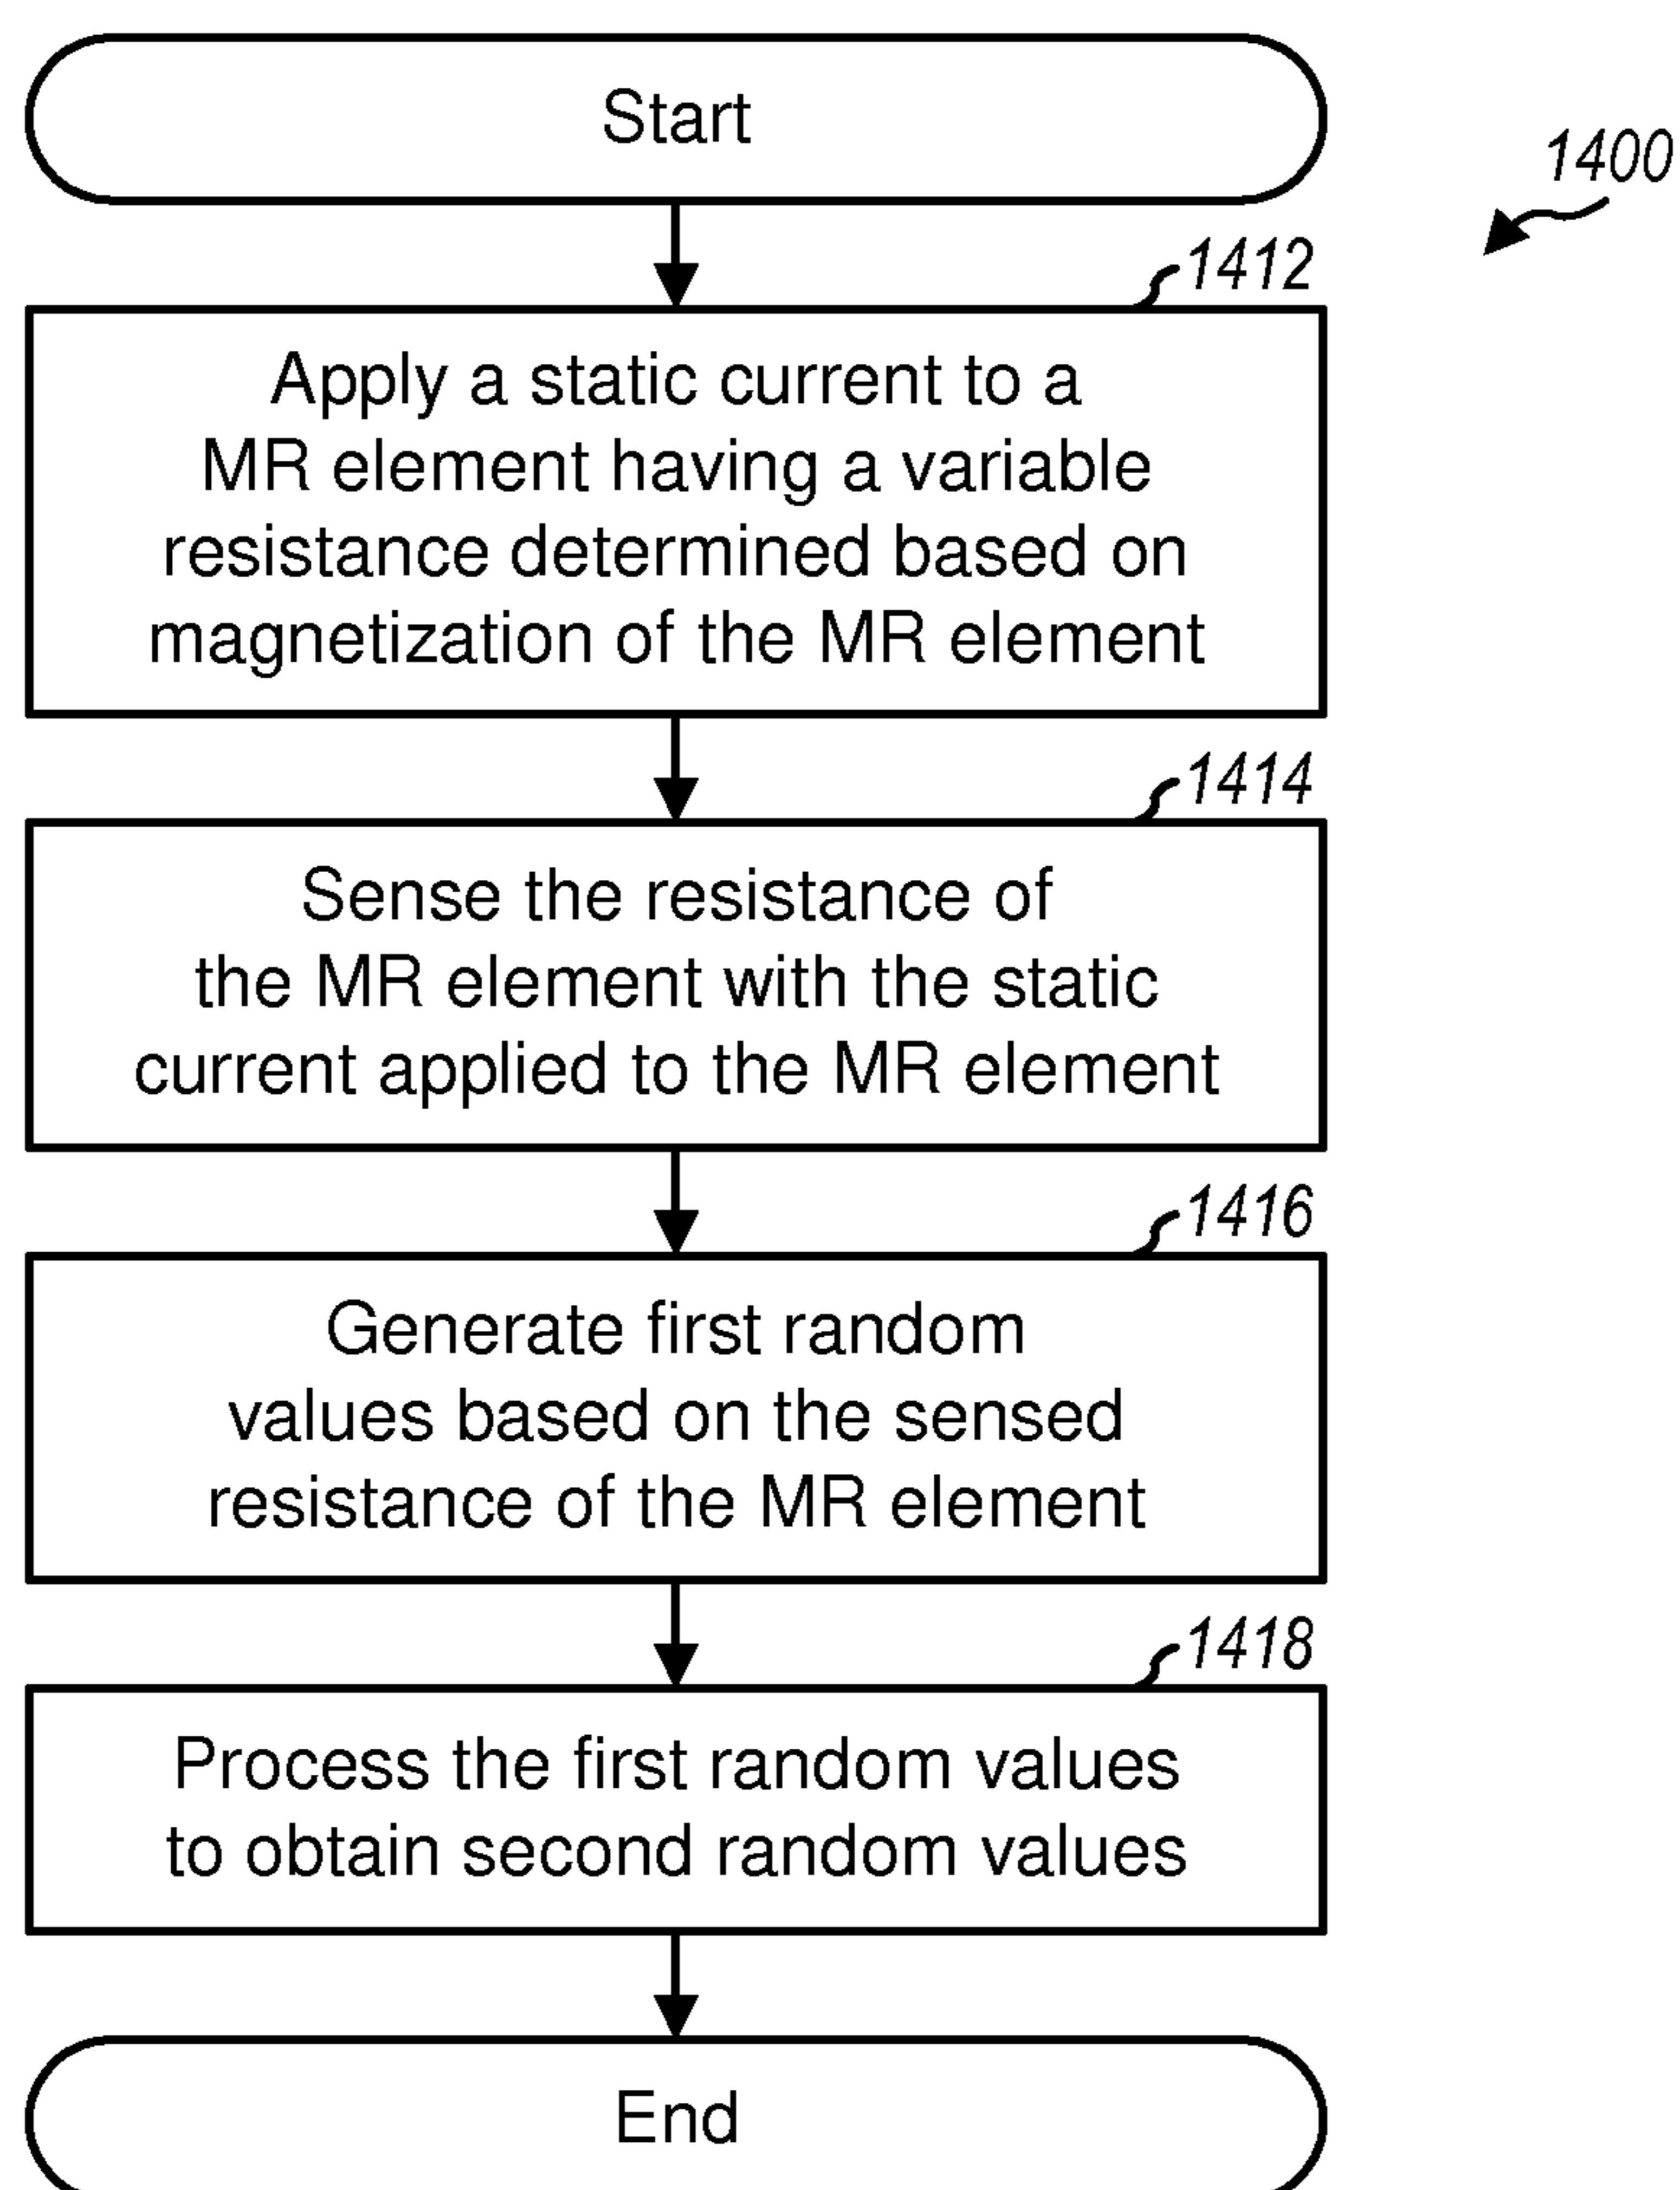 Start
1400
1412
Apply a static current to a
MR element having a variable
resistance determined based on
magnetization of the MR element
1414
Sense the resistance of
the MR element with the static
current applied to the MR element
1416
Generate first random
values based on the sensed
resistance of the MR element
1418
Process the first random values
to obtain second random values
End